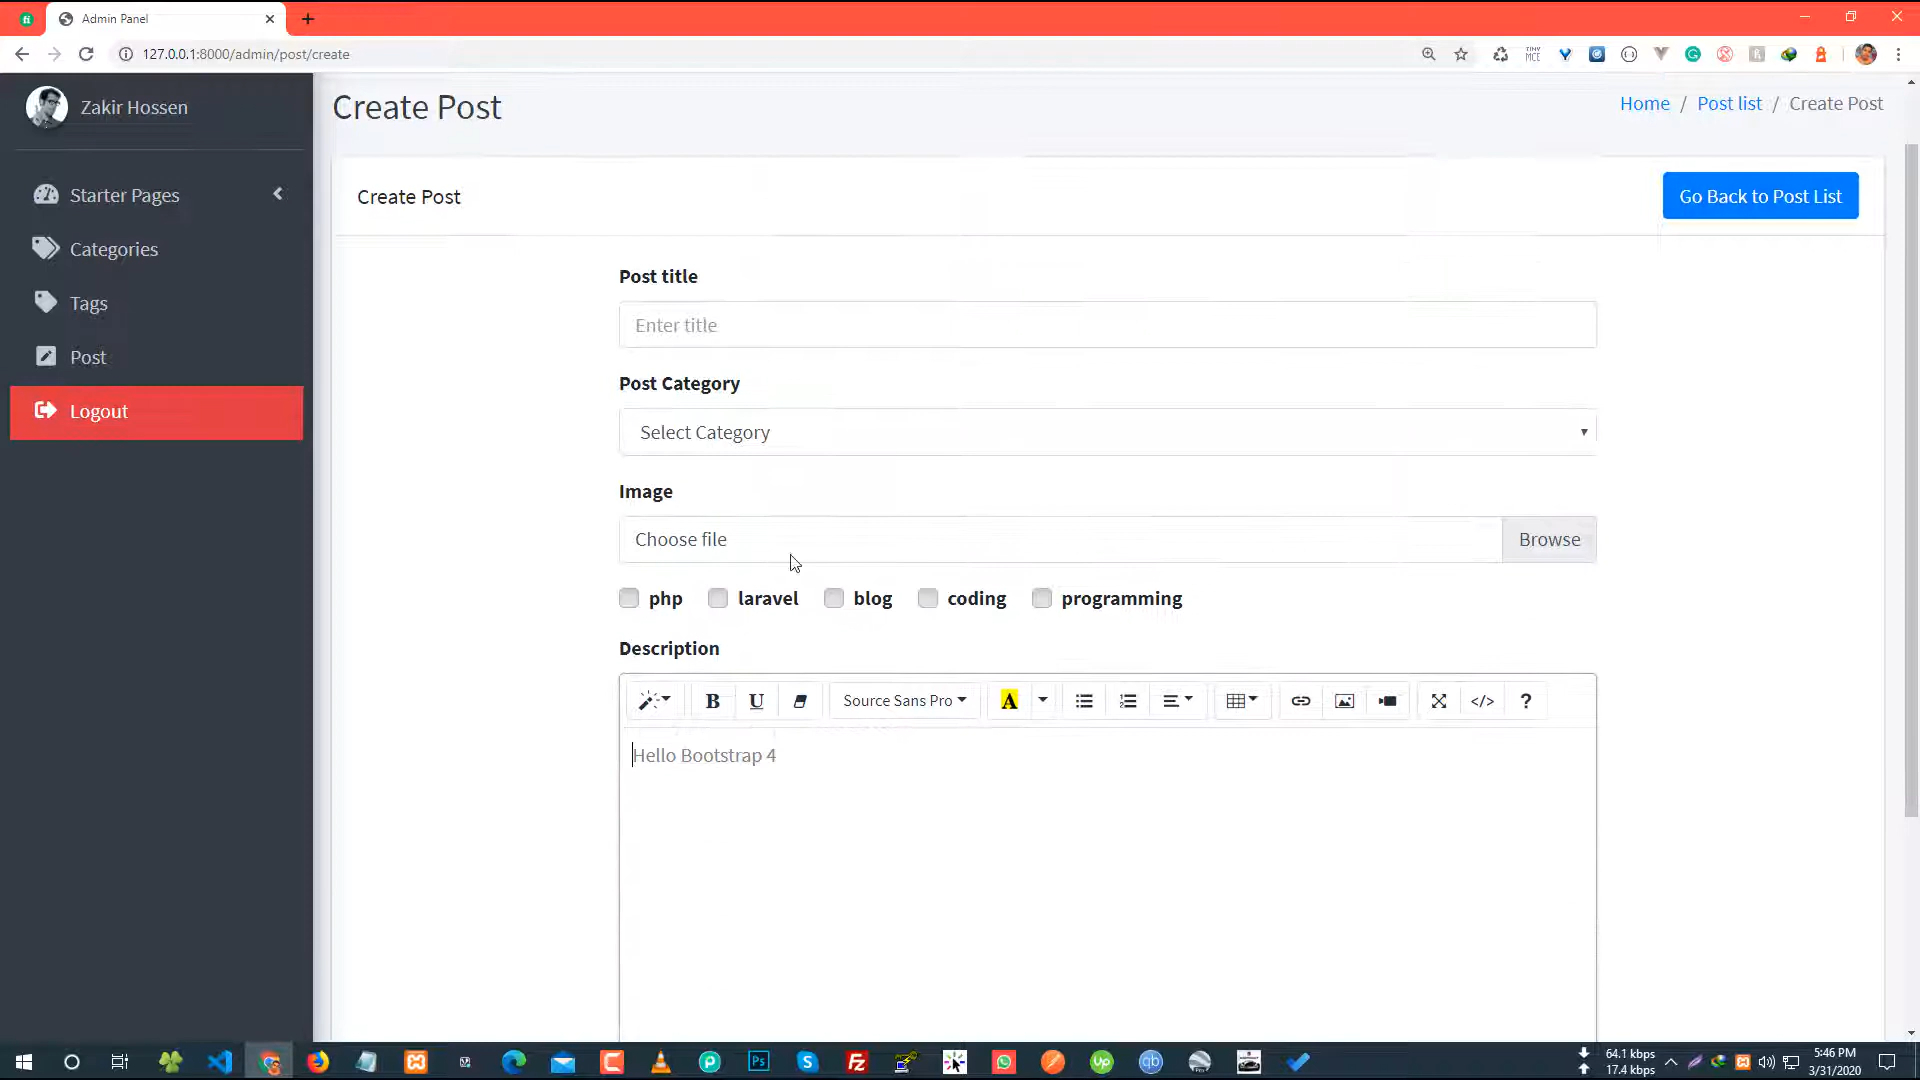 Admin Panel
127.0.0.1:8000/admin/post/create
TINY
MCE
Zakir Hossen
Starter Pages
Categories
Tags
Post
Logout
Create Post
Home / Post list / Create Post
Create Post
Go Back to Post List
Post title
Enter title
Post Category
Select Category
Image
Choose file
Browse
php laravel blog coding programming
Description
B U Source Sans Pro A </> ?
Hello Bootstrap 4
64.1 kbps
17.4 kbps
5:46 PM
3/31/2020